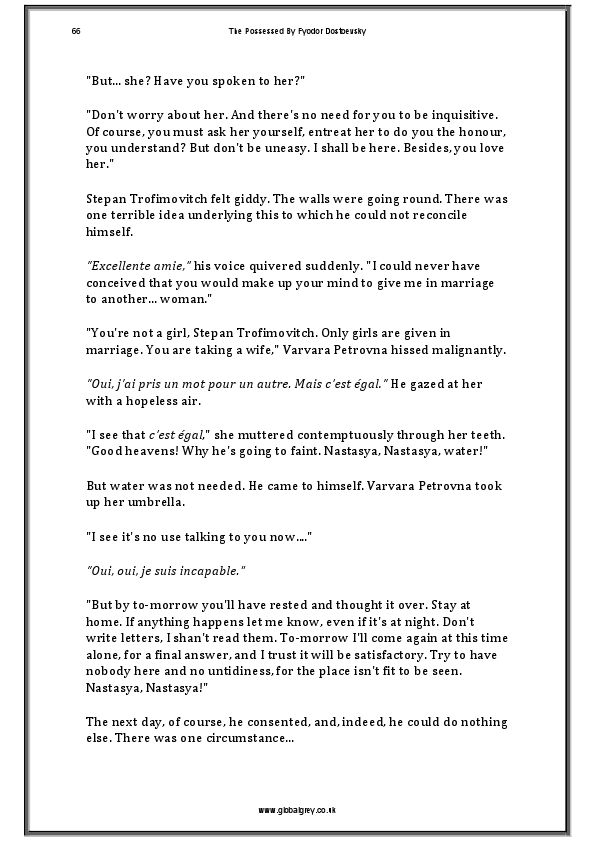 66
The Possessed By Fyodor Dostoevsky
"But... she? Have you spoken to her?"
"Don't worry about her. And there's no need for you to be inquisitive.
Of course, you must ask her yourself, entreat her to do you the honour,
you understand? But don't be uneasy. I shall be here. Besides, you love
her."
Stepan Trofimovitch felt giddy. The walls were going round. There was
one terrible idea underlying this to which he could not reconcile
himself.
"Excellente amie," his voice quivered suddenly. "I could never have
conceived that you would make up your mind to give me in marriage
to another... woman."
"You're not a girl, Stepan Trofimovitch. Only girls are given in
marriage. You are taking a wife," Varvara Petrovna hissed malignantly.
"Oui, j'ai pris un mot pour un autre. Mais c'est égal." He gazed at her
with a hopeless air.
"I see that c'est égal," she muttered contemptuously through her teeth.
"Good heavens! Why he's going to faint. Nastasya, Nastasya, water!"
But water was not needed. He came to himself. Varvara Petrovna took
up her umbrella.
"I see it's no use talking to you now...."
"Oui, oui, je suis incapable."
"But by to-morrow you'll have rested and thought it over. Stay at
home. If anything happens let me know, even if it's at night. Don't
write letters, I shan't read them. To-morrow I'll come again at this time
alone, for a final answer, and I trust it will be satisfactory. Try to have
nobody here and no untidiness, for the place isn't fit to be seen.
Nastasya, Nastasya!"
The next day, of course, he consented, and, indeed, he could do nothing
else. There was one circumstance...
www.globalgrey.co.uk